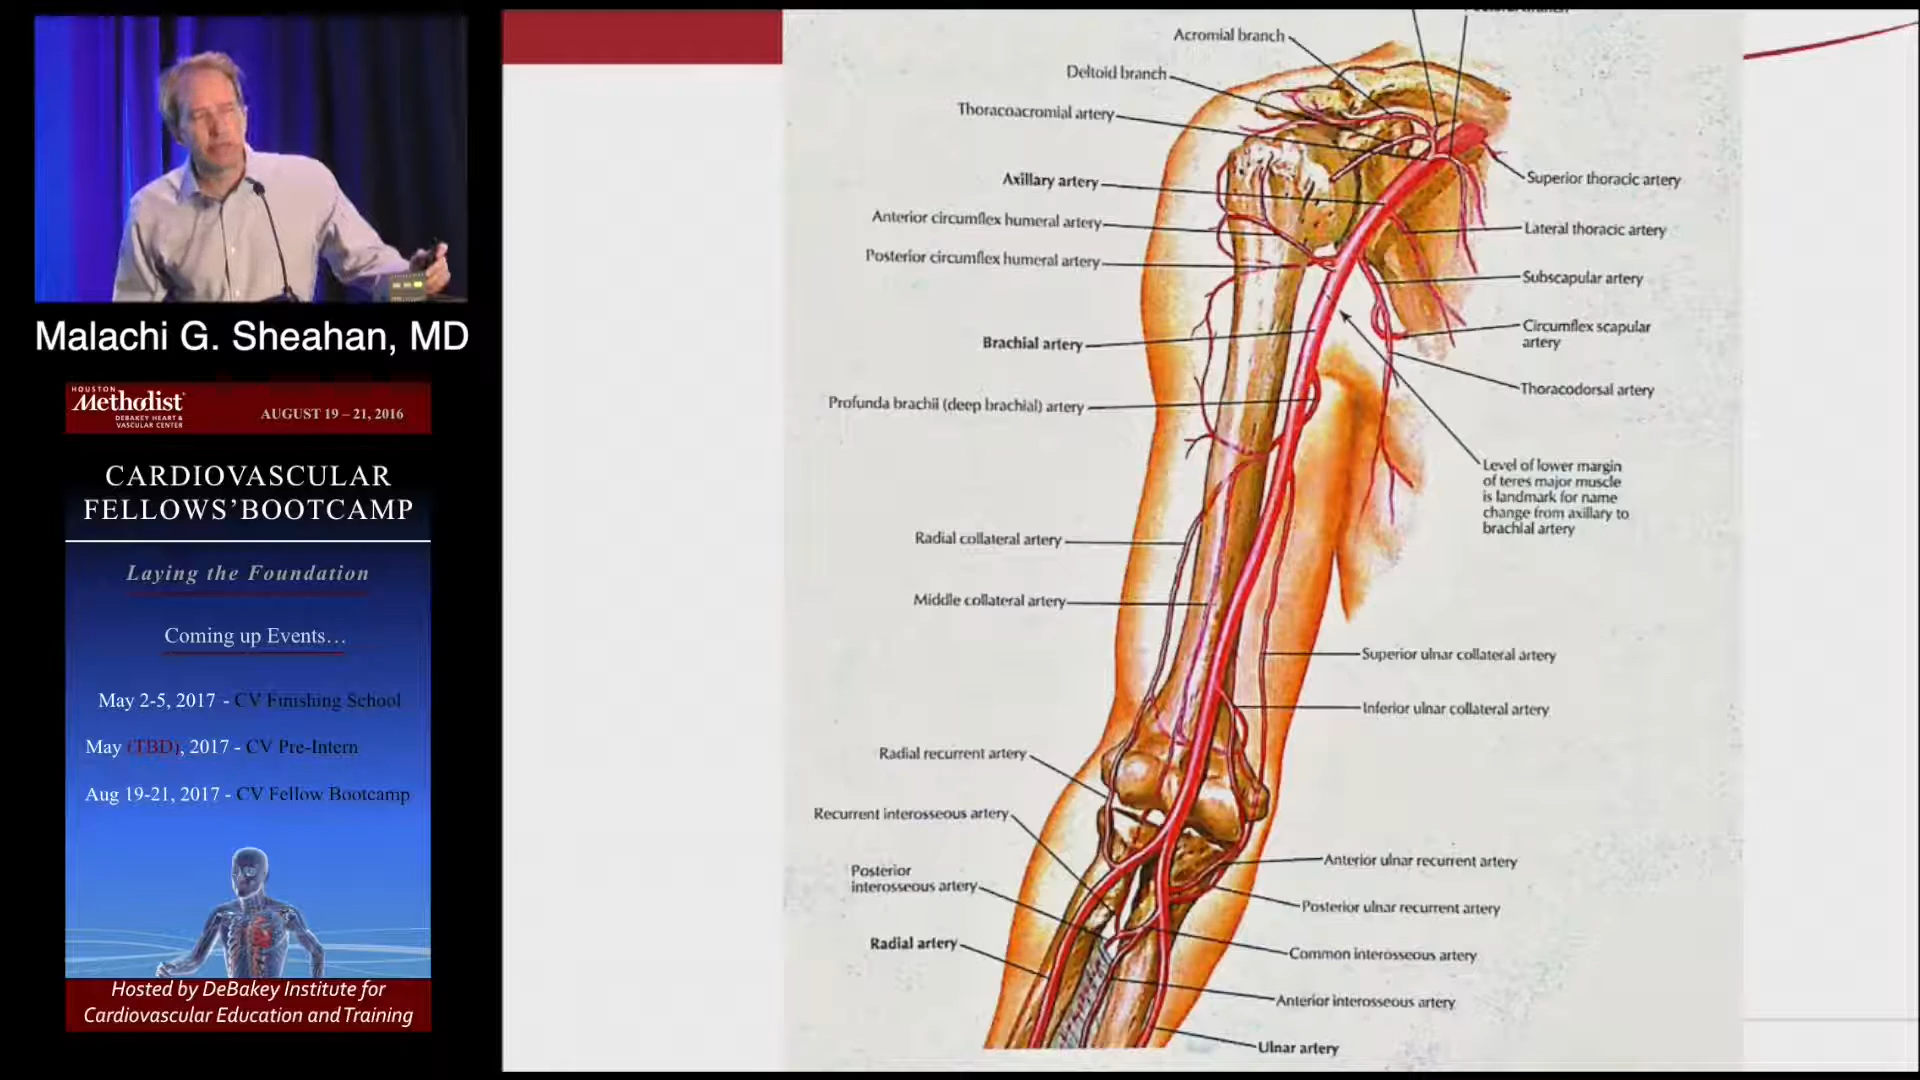 Malachi G. Sheahan, MD
HOUSTON
Methodist
DEBAKEY HEART &
VASCULAR CENTER
AUGUST 19 – 21, 2016
CARDIOVASCULAR
FELLOWS'BOOTCAMP
Laying the Foundation
Coming up Events…
May 2-5, 2017 - CV Finishing School
May (TBD), 2017 - CV Pre-Intern
Aug 19-21, 2017 - CV Fellow Bootcamp
Hosted by DeBakey Institute for
Cardiovascular Education and Training
Acromial branch
Deltoid branch
Thoracoacromial artery
Axillary artery
Anterior circumflex humeral artery
Posterior circumflex humeral artery
Brachial artery
Profunda brachii (deep brachial) artery
Radial collateral artery
Middle collateral artery
Radial recurrent artery
Recurrent interosseous artery
Posterior
interosseous artery
Radial artery
Superior thoracic artery
Lateral thoracic artery
Subscapular artery
Circumflex scapular
artery
Thoracodorsal artery
Level of lower margin
of teres major muscle
is landmark for name
change from axillary to
brachial artery
Superior ulnar collateral artery
Inferior ulnar collateral artery
Anterior ulnar recurrent artery
Posterior ulnar recurrent artery
Common interosseous artery
Anterior interosseous artery
Ulnar artery